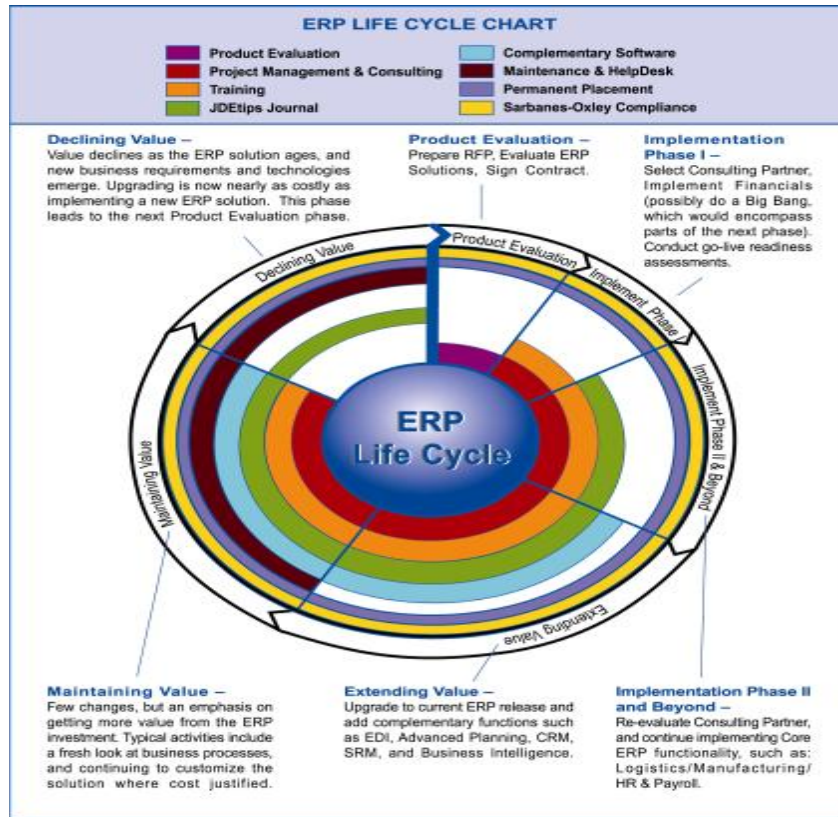 ERP LIFE CYCLE CHART
Product Evaluation
Project Management & Consulting
Training
JDEtips Journal
Complementary Software
Maintenance & HelpDesk
Permanent Placement
Sarbanes-Oxley Compliance
Declining Value –
Value declines as the ERP solution ages, and
new business requirements and technologies
emerge. Upgrading is now nearly as costly as
implementing a new ERP solution. This phase
leads to the next Product Evaluation phase.
Product Evaluation –
Prepare RFP, Evaluate ERP
Solutions, Sign Contract.
Implementation
Phase I –
Select Consulting Partner,
Implement Financials
(possibly do a Big Bang,
which would encompass
parts of the next phase).
Conduct go-live readiness
assessments.
Declining Value
Product Evaluation
Implement Phase I
Implement Phase II & Beyond
Extending Value
Maintaining Value
ERP
Life Cycle
Maintaining Value –
Few changes, but an emphasis on
getting more value from the ERP
investment. Typical activities include
a fresh look at business processes,
and continuing to customize the
solution where cost justified.
Extending Value –
Upgrade to current ERP release and
add complementary functions such
as EDI, Advanced Planning, CRM,
SRM, and Business Intelligence.
Implementation Phase II
and Beyond –
Re-evaluate Consulting Partner,
and continue implementing Core
ERP functionality, such as:
Logistics/Manufacturing/
HR & Payroll.